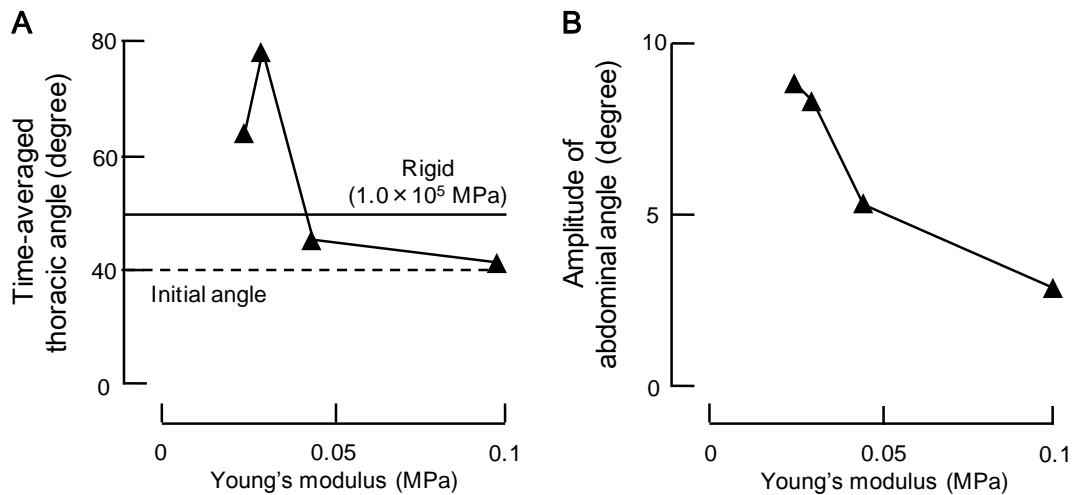 A
Time-averaged
thoracic angle (degree)
80
60
40
0
Rigid
(1.0×10⁵ MPa)
Initial angle
0
0.05
0.1
Young's modulus (MPa)
B
Amplitude of
abdominal angle (degree)
10
5
0
0
0.05
0.1
Young's modulus (MPa)